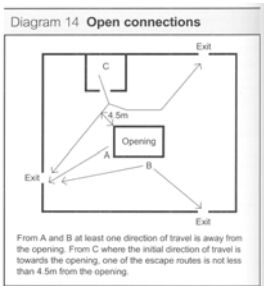 Diagram 14 Open connections
Exit
C
4.5m
Opening
A
B
Exit
Exit
From A and B at least one direction of travel is away from
the opening. From C where the initial direction of travel is
towards the opening, one of the escape routes is not less
than 4.5m from the opening.